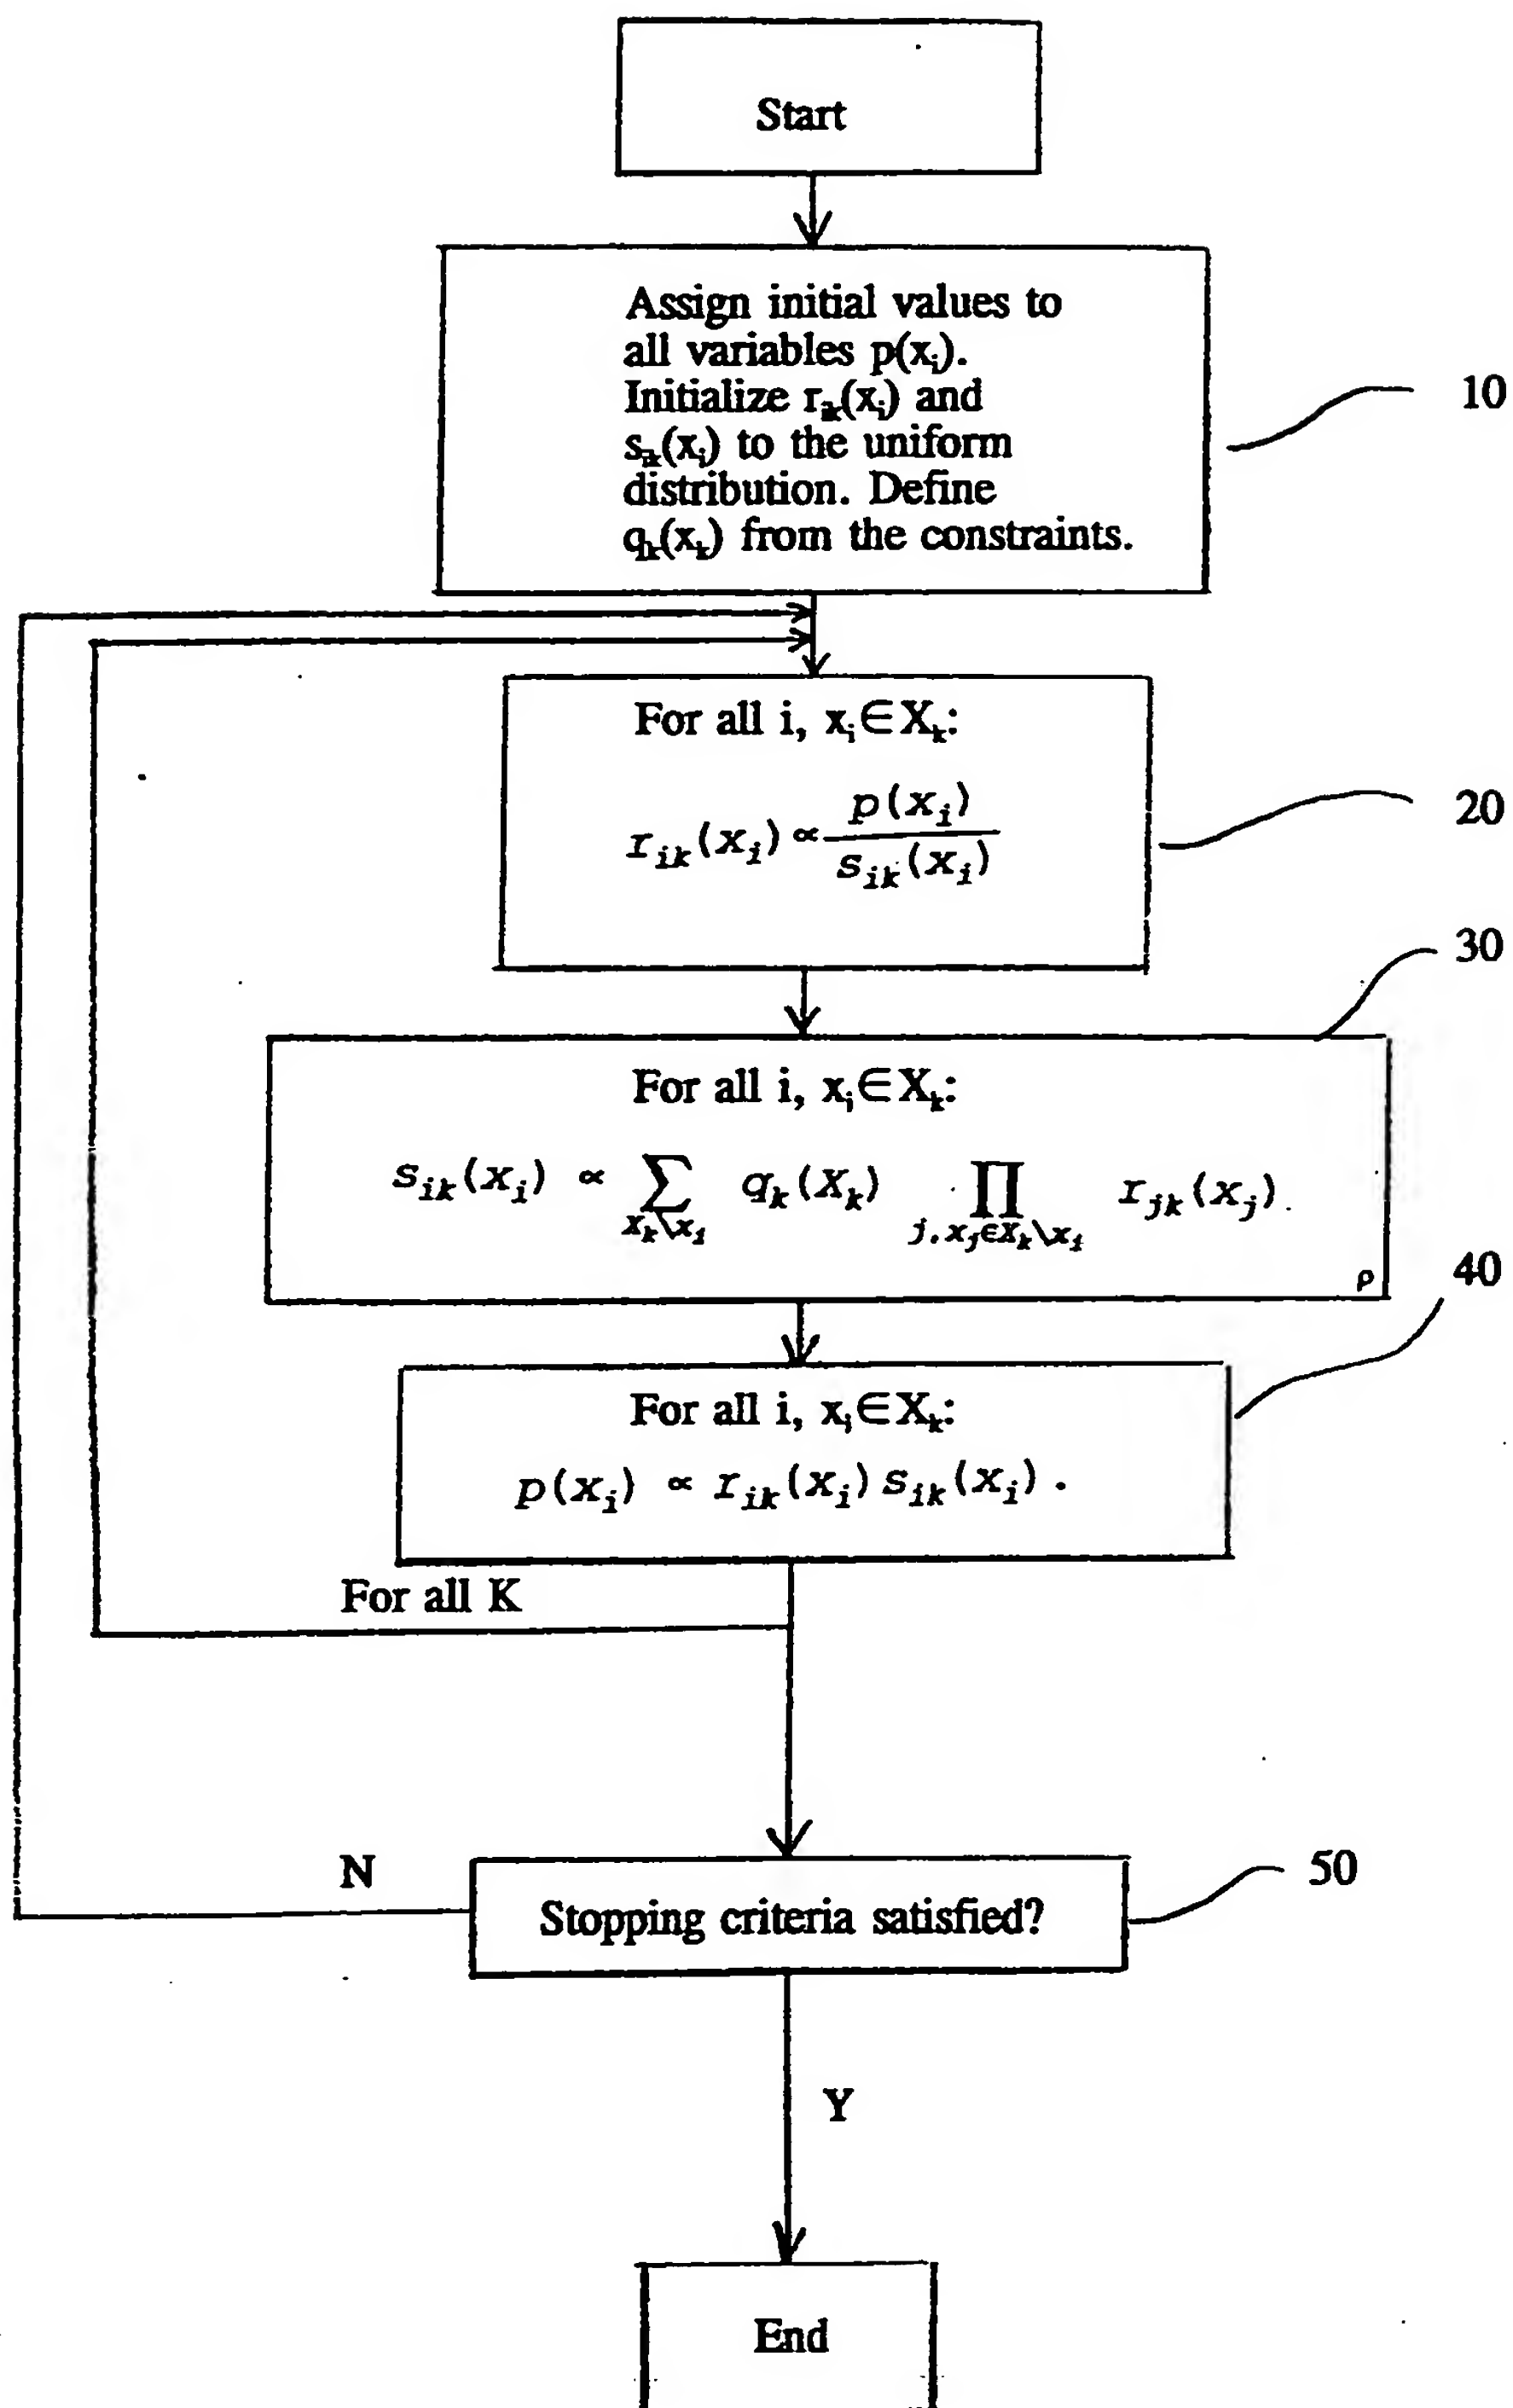 Start
Assign initial values to
all variables p(xᵢ).
Initialize rᵢₖ(xᵢ) and
sᵢₖ(xᵢ) to the uniform
distribution. Define
qₖ(xₖ) from the constraints.
10
For all i, xᵢ∈Xₖ:
rᵢₖ(xᵢ) ∝ p(xᵢ) / sᵢₖ(xᵢ)
20
30
For all i, xᵢ∈Xₖ:
sᵢₖ(xᵢ) ∝ ∑ qₖ(Xₖ) ∏ rⱼₖ(xⱼ)
Xₖ\xᵢ j, xⱼ∈Xₖ\xᵢ
ρ
40
For all i, xᵢ∈Xₖ:
p(xᵢ) ∝ rᵢₖ(xᵢ) sᵢₖ(xᵢ).
For all K
N
Stopping criteria satisfied?
50
Y
End